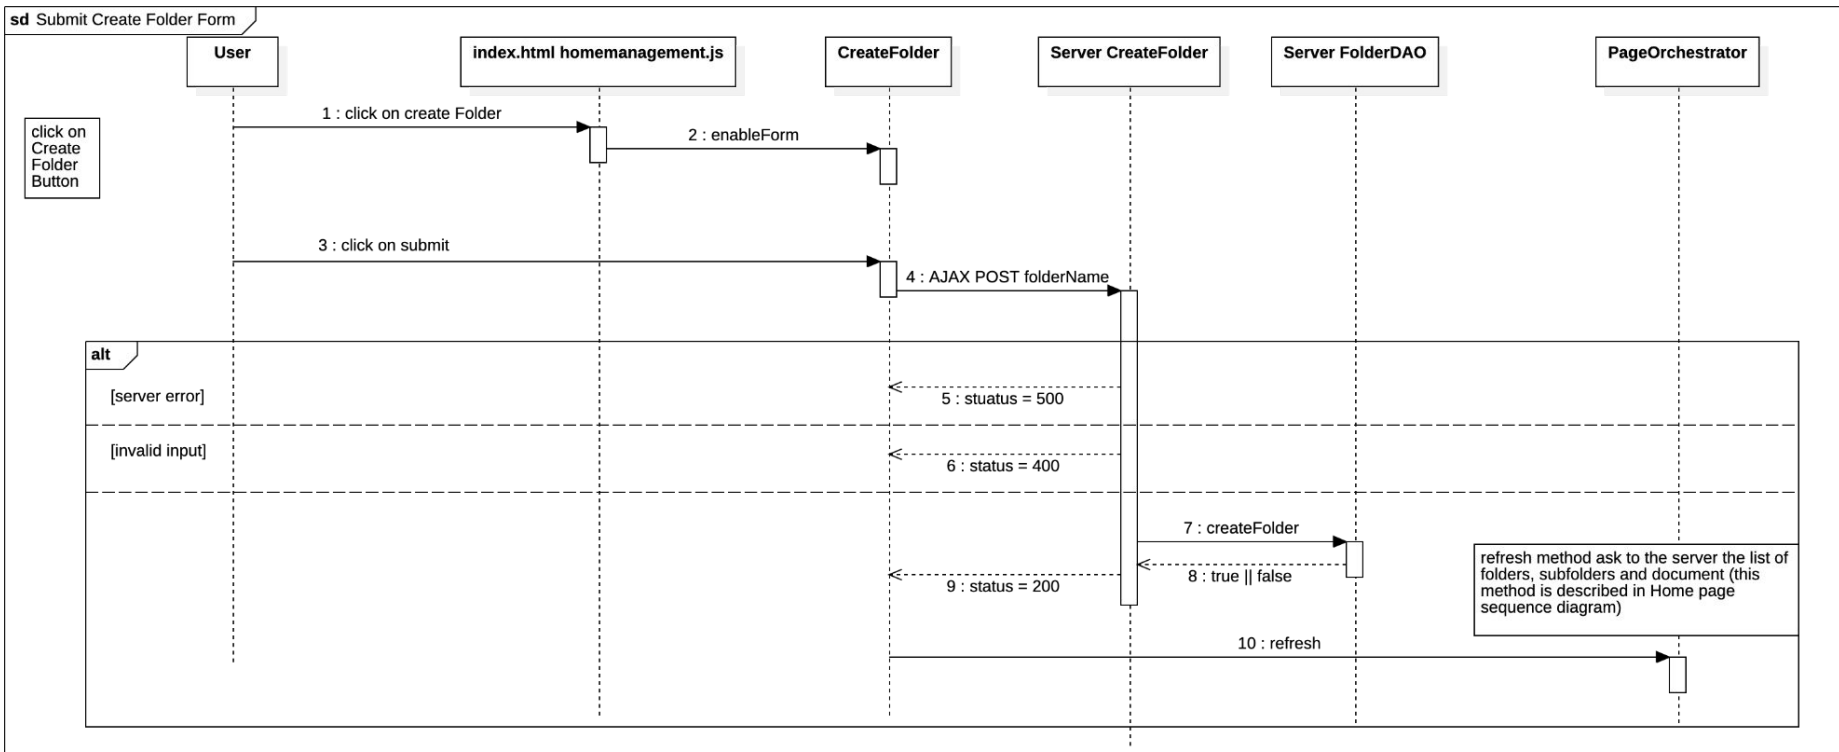 sd Submit Create Folder Form
User
index.html homemanagement.js
CreateFolder
Server CreateFolder
Server FolderDAO
PageOrchestrator
click on
Create
Folder
Button
1 : click on create Folder
2 : enableForm
3 : click on submit
4 : AJAX POST folderName
alt
[server error]
5 : stuatus = 500
[invalid input]
6 : status = 400
7 : createFolder
8 : true || false
9 : status = 200
refresh method ask to the server the list of
folders, subfolders and document (this
method is described in Home page
sequence diagram)
10 : refresh